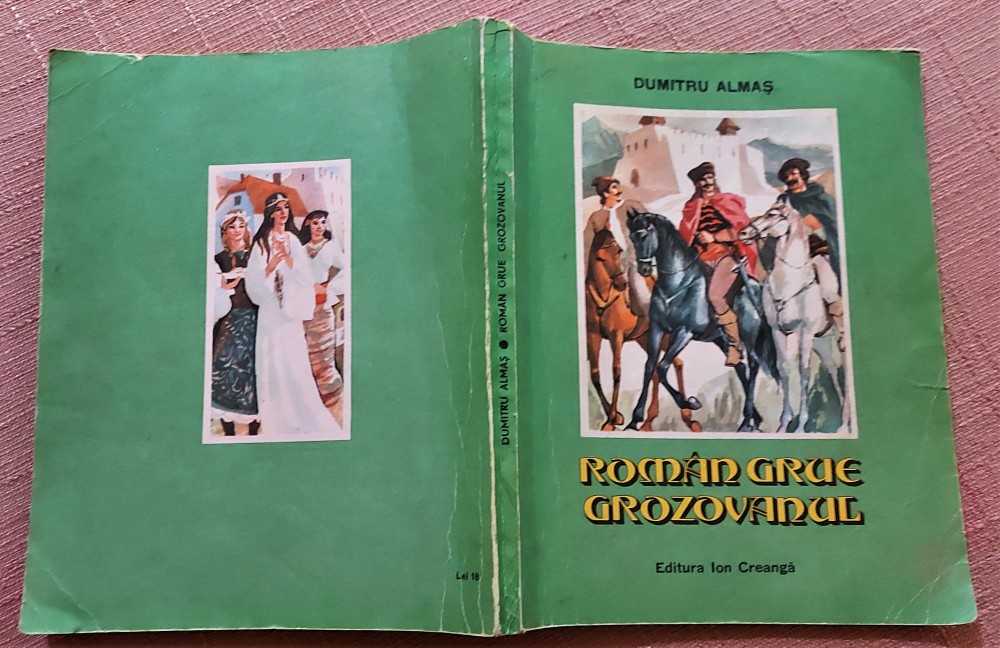 DUMITRU ALMAȘ
ROMÂN GRUE
GROZOVANUL
Editura Ion Creangă
DUMITRU ALMAȘ ● ROMÂN GRUE GROZOVANUL
Lei 18